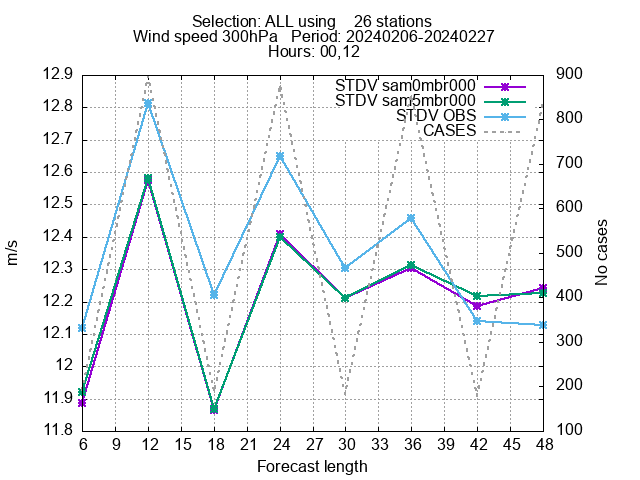 Selection: ALL using    26 stations
Wind speed 300hPa   Period: 20240206-20240227
Hours: 00,12
12.9
12.8
12.7
12.6
12.5
12.4
12.3
12.2
12.1
12
11.9
11.8
m/s
STDV sam0mbr000
STDV sam5mbr000
STDV OBS
CASES
900
800
700
600
500
400
300
200
100
No cases
6 9 12 15 18 21 24 27 30 33 36 39 42 45 48
Forecast length